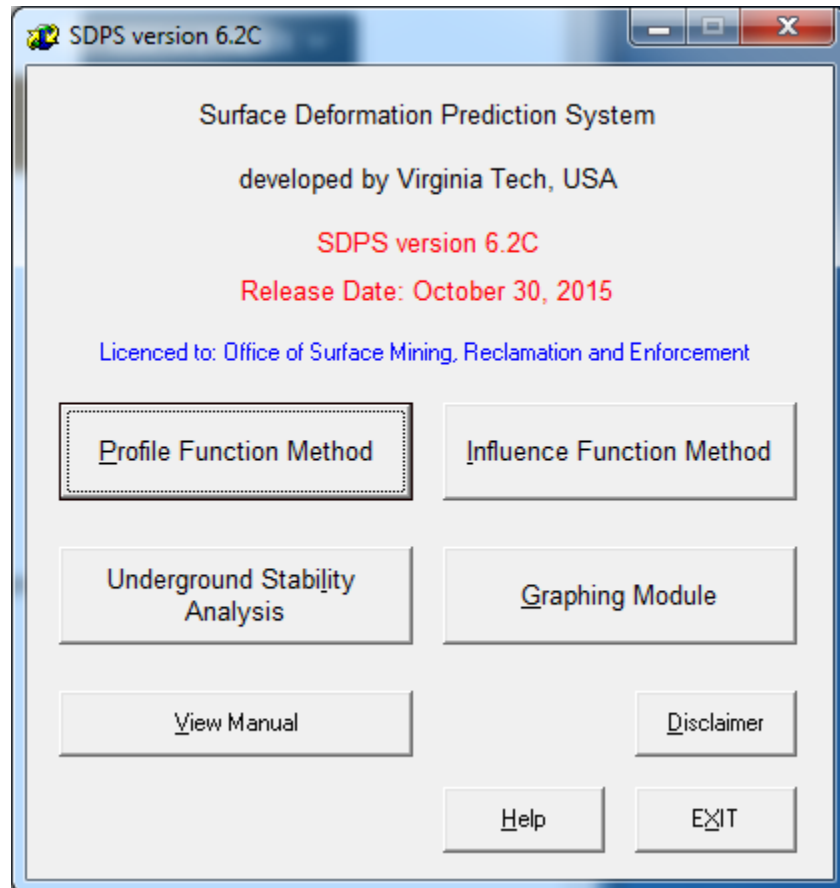 SDPS version 6.2C
Surface Deformation Prediction System
developed by Virginia Tech, USA
SDPS version 6.2C
Release Date: October 30, 2015
Licenced to: Office of Surface Mining, Reclamation and Enforcement
Profile Function Method
Influence Function Method
Underground Stability
Analysis
Graphing Module
View Manual
Disclaimer
Help
EXIT